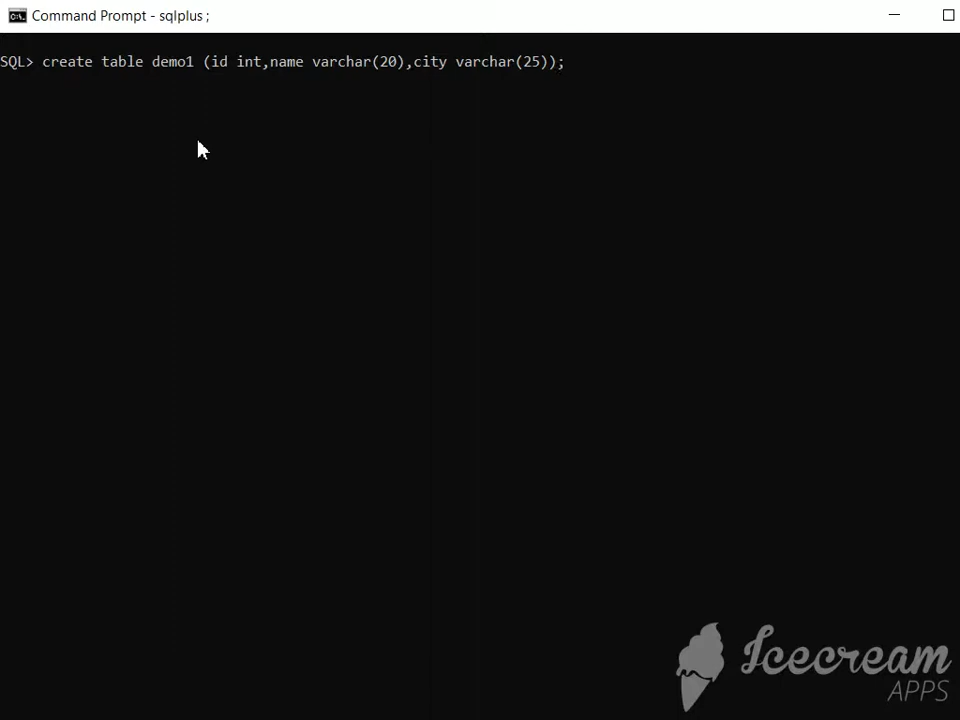 Command Prompt - sqlplus ;
SQL> create table demo1 (id int,name varchar(20),city varchar(25));
Icecream
APPS